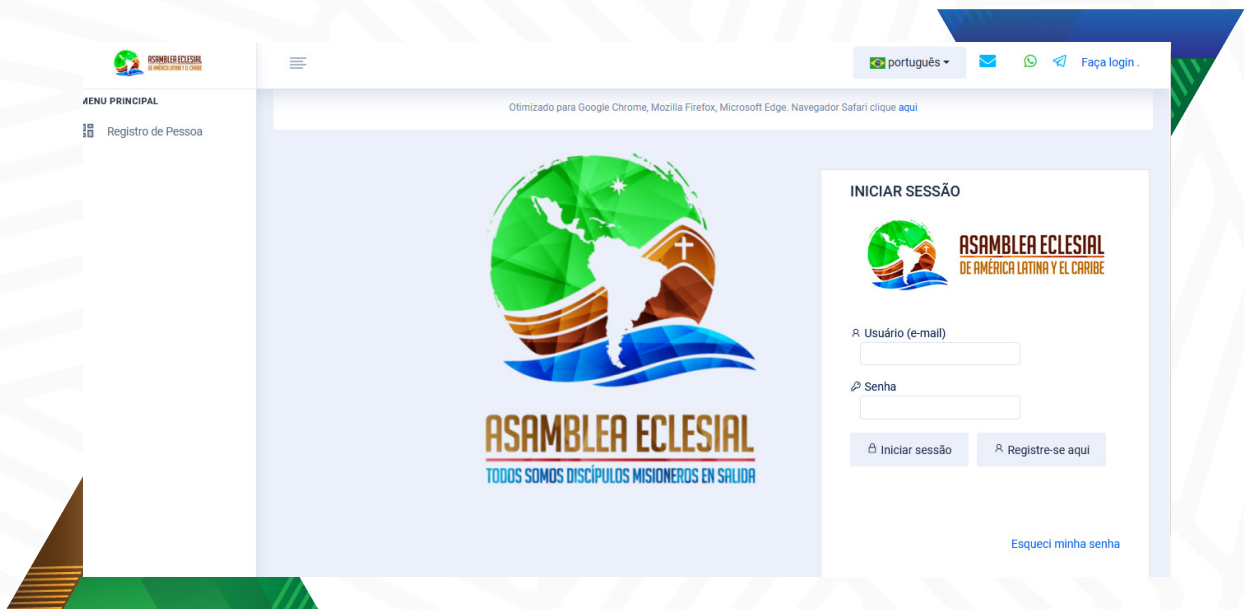 ASAMBLEA ECLESIAL
DE AMÉRICA LATINA Y EL CARIBE
português
Faça login .
MENU PRINCIPAL
Registro de Pessoa
Otimizado para Google Chrome, Mozilla Firefox, Microsoft Edge. Navegador Safari clique aqui
INICIAR SESSÃO
ASAMBLEA ECLESIAL
DE AMÉRICA LATINA Y EL CARIBE
Usuário (e-mail)
Senha
Iniciar sessão
Registre-se aqui
Esqueci minha senha
ASAMBLEA ECLESIAL
TODOS SOMOS DISCÍPULOS MISIONEROS EN SALIDA